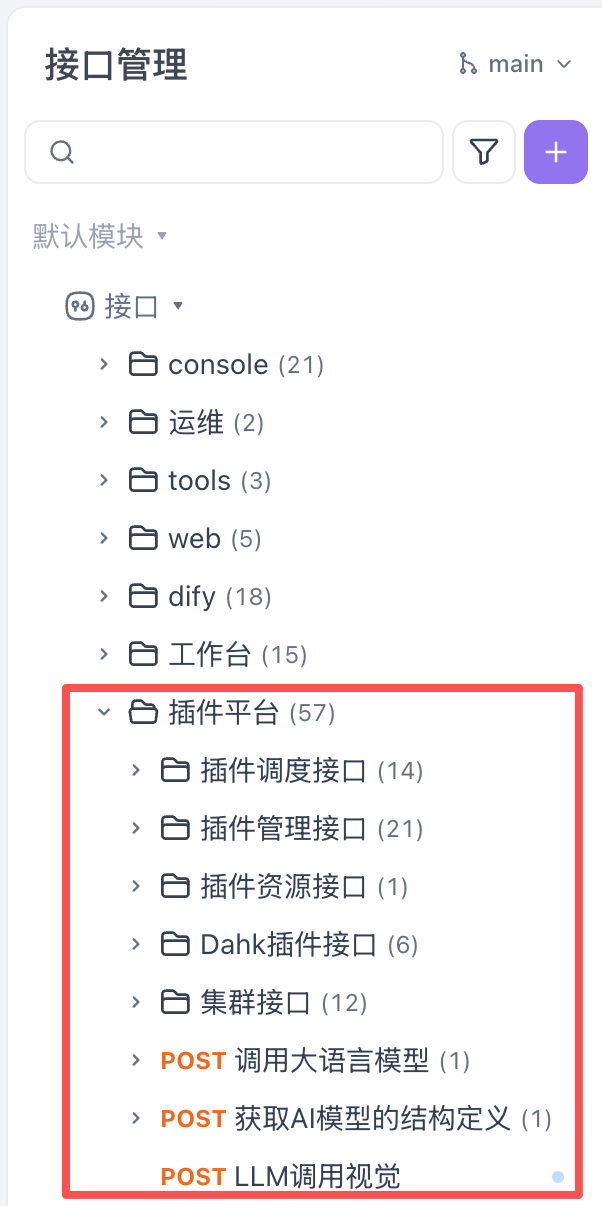 接口管理
main
默认模块
接口
console (21)
运维 (2)
tools (3)
web (5)
dify (18)
工作台 (15)
插件平台 (57)
插件调度接口 (14)
插件管理接口 (21)
插件资源接口 (1)
Dahk插件接口 (6)
集群接口 (12)
POST 调用大语言模型 (1)
POST 获取AI模型的结构定义 (1)
POST LLM调用视觉